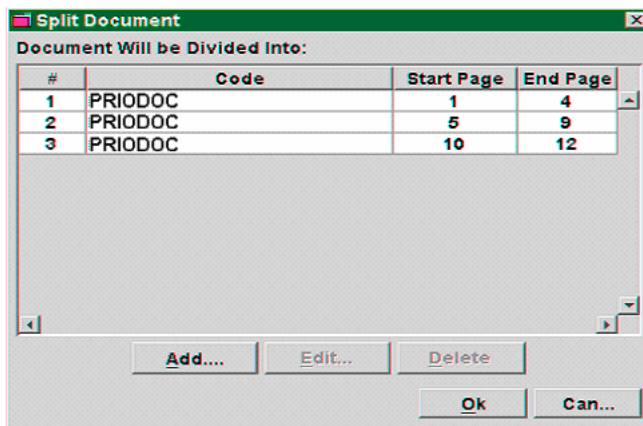 Split Document
Document Will be Divided Into:
# Code Start Page End Page
1 PRIODOC 1 4
2 PRIODOC 5 9
3 PRIODOC 10 12
Add.... Edit... Delete
Ok Can...